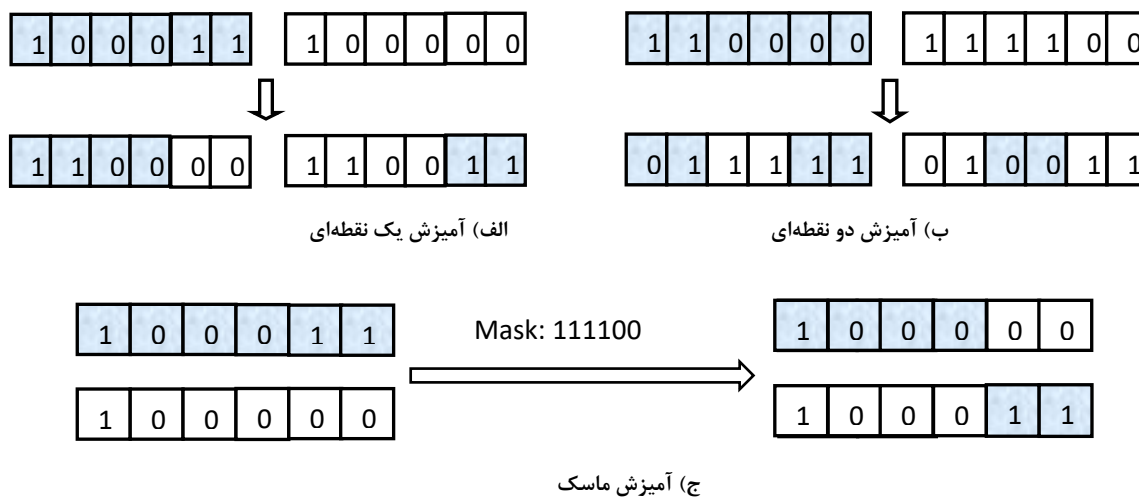 1 0 0 0 1 1 1 0 0 0 0 0 1 1 0 0 0 0 1 1 1 1 0 0
1 1 0 0 0 0 1 1 0 0 1 1 0 1 1 1 1 1 0 1 0 0 1 1
الف) آمیزش یک نقطه‌ای
ب) آمیزش دو نقطه‌ای
1 0 0 0 1 1
Mask: 111100
1 0 0 0 0 0
1 0 0 0 0 0
1 0 0 0 1 1
ج) آمیزش ماسک